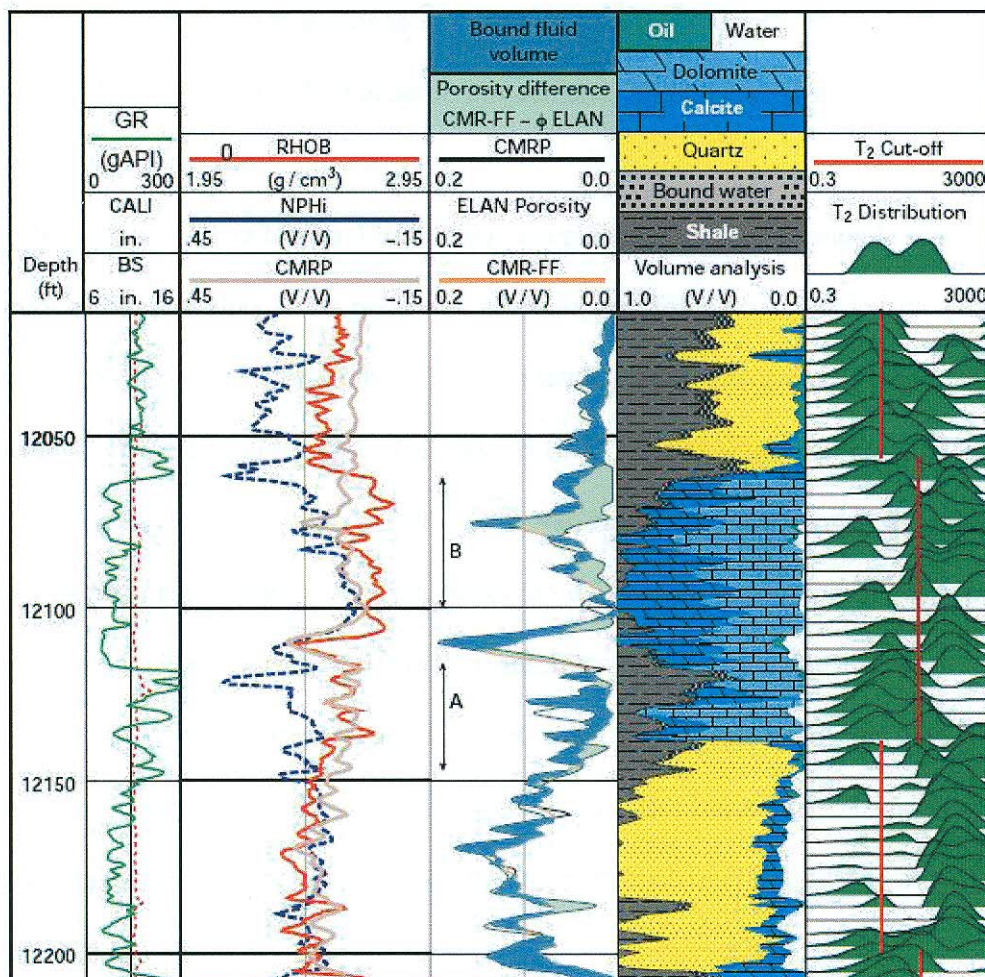 Bound fluid
volume
Oil Water
Dolomite
Porosity difference
CMR-FF – ϕ ELAN
Calcite
GR
(gAPI)
0 300
0 RHOB
1.95 (g / cm³) 2.95
CMRP
0.2 0.0
Quartz
T₂ Cut-off
0.3 3000
CALI
in.
NPHi
.45 (V / V) –.15
ELAN Porosity
0.2 0.0
Bound water
Shale
T₂ Distribution
Depth
(ft)
BS
6 in. 16
CMRP
.45 (V / V) –.15
CMR-FF
0.2 (V / V) 0.0
Volume analysis
1.0 (V / V) 0.0
0.3 3000
12050
B
12100
A
12150
12200